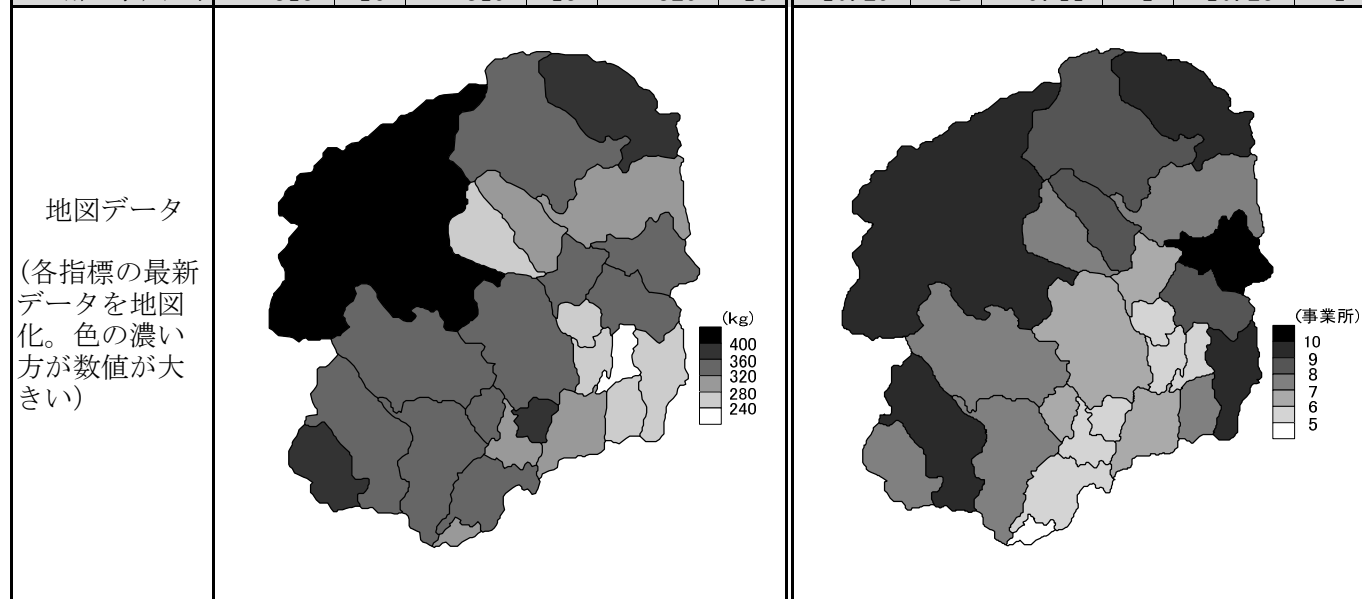 地図データ
(各指標の最新
データを地図
化。色の濃い
方が数値が大
きい)
(kg)
400
360
320
280
240
(事業所)
10
9
8
7
6
5